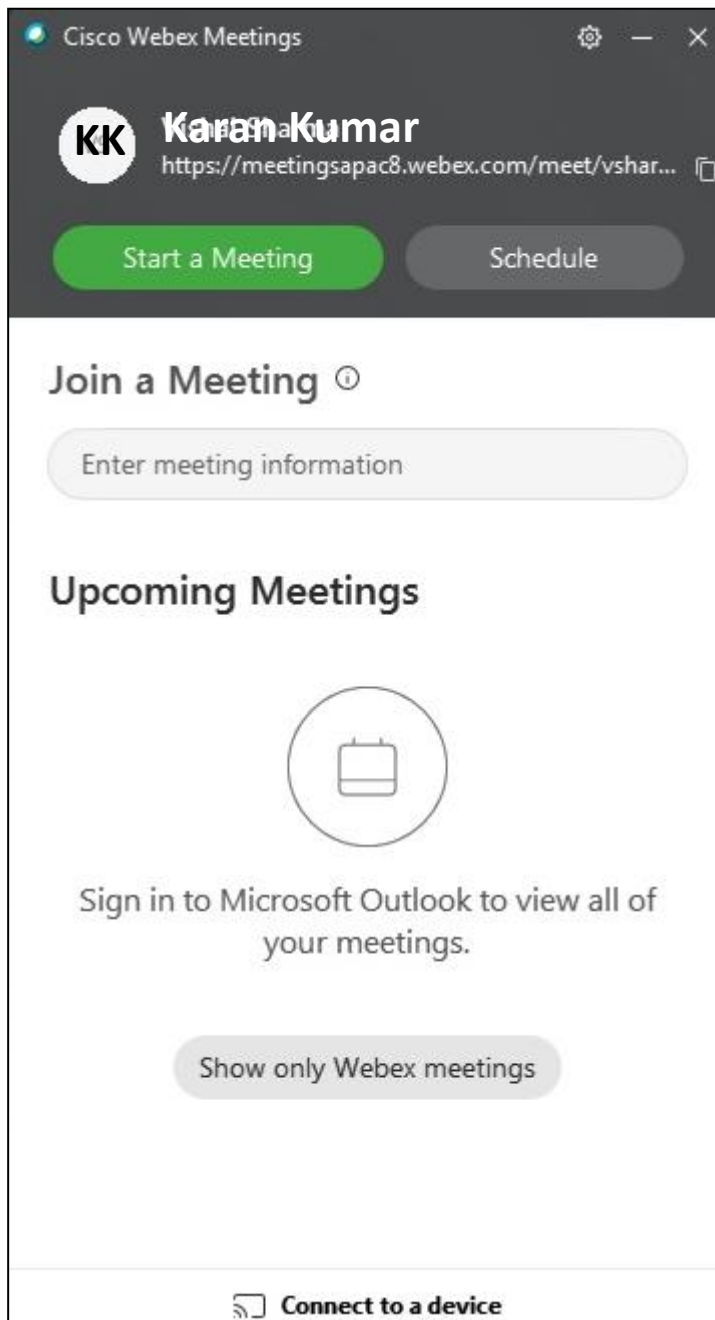 Cisco Webex Meetings
KK Karan Kumar
https://meetingsapac8.webex.com/meet/vshar...
Start a Meeting Schedule
Join a Meeting
Enter meeting information
Upcoming Meetings
Sign in to Microsoft Outlook to view all of
your meetings.
Show only Webex meetings
Connect to a device